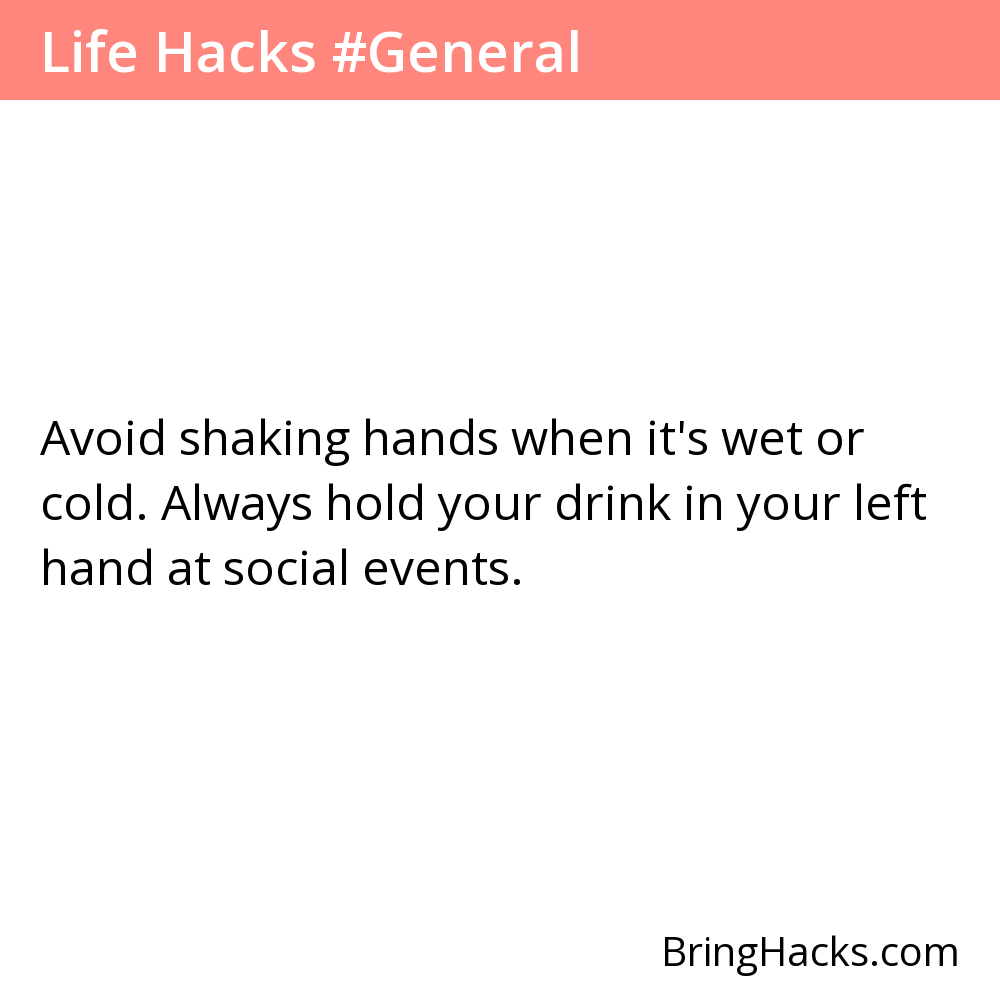 Life Hacks #General
Avoid shaking hands when it's wet or
cold. Always hold your drink in your left
hand at social events.
BringHacks.com